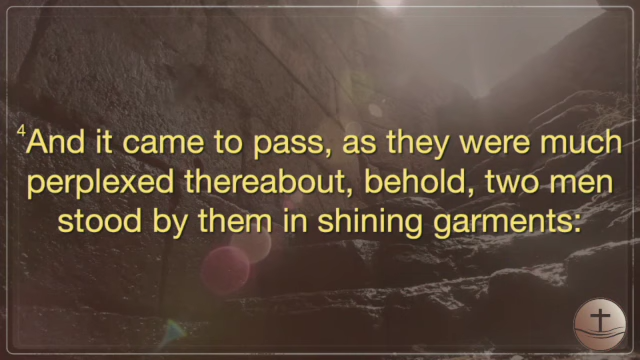 ⁴And it came to pass, as they were much
perplexed thereabout, behold, two men
stood by them in shining garments: